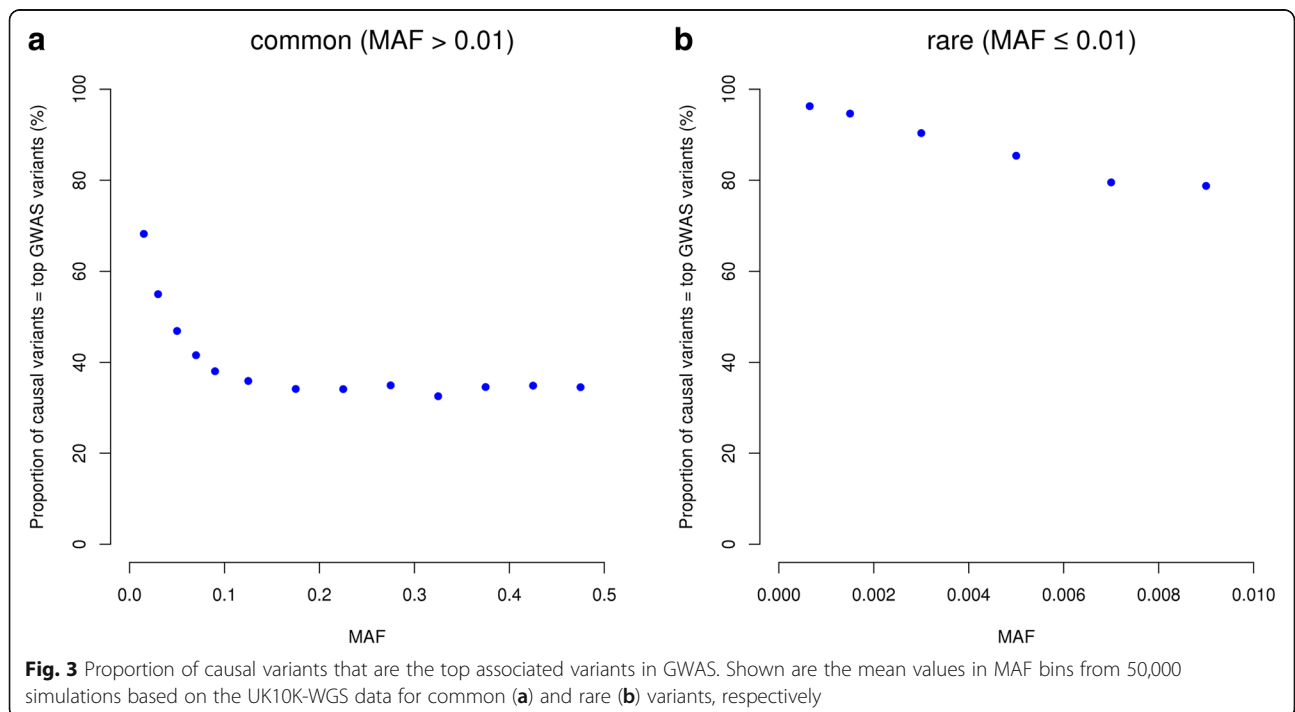 a
common (MAF > 0.01)
Proportion of causal variants = top GWAS variants (%)
100
80
60
40
20
0
0.0 0.1 0.2 0.3 0.4 0.5
MAF
b
rare (MAF ≤ 0.01)
Proportion of causal variants = top GWAS variants (%)
100
80
60
40
20
0
0.000 0.002 0.004 0.006 0.008 0.010
MAF
Fig. 3 Proportion of causal variants that are the top associated variants in GWAS. Shown are the mean values in MAF bins from 50,000
simulations based on the UK10K-WGS data for common (a) and rare (b) variants, respectively